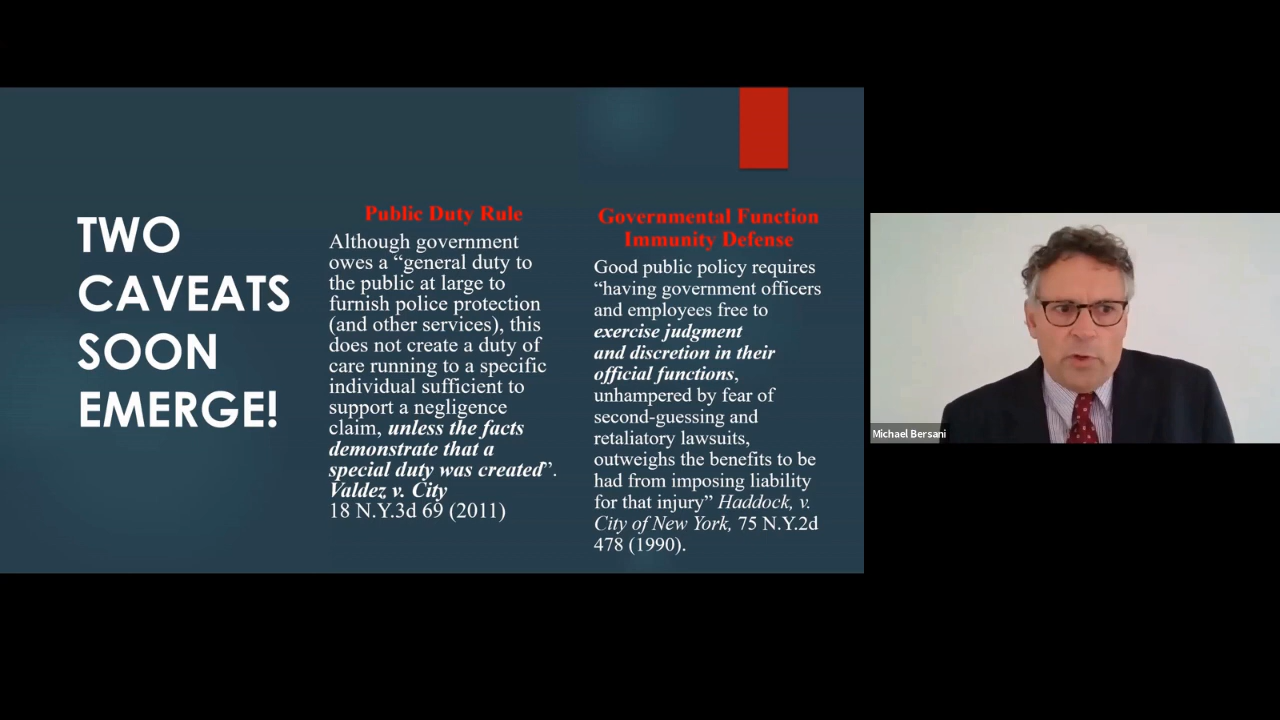 TWO
CAVEATS
SOON
EMERGE!
Public Duty Rule
Although government
owes a “general duty to
the public at large to
furnish police protection
(and other services), this
does not create a duty of
care running to a specific
individual sufficient to
support a negligence
claim, unless the facts
demonstrate that a
special duty was created”.
Valdez v. City
18 N.Y.3d 69 (2011)
Governmental Function
Immunity Defense
Good public policy requires
“having government officers
and employees free to
exercise judgment
and discretion in their
official functions,
unhampered by fear of
second-guessing and
retaliatory lawsuits,
outweighs the benefits to be
had from imposing liability
for that injury” Haddock, v.
City of New York, 75 N.Y.2d
478 (1990).
Michael Bersani